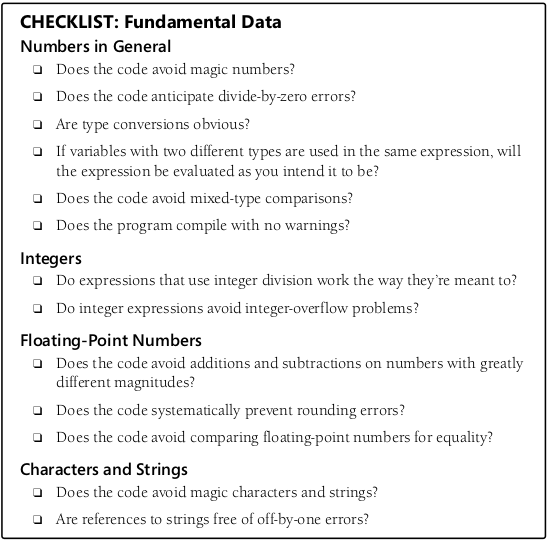 CHECKLIST: Fundamental Data
Numbers in General
❑ Does the code avoid magic numbers?
❑ Does the code anticipate divide-by-zero errors?
❑ Are type conversions obvious?
❑ If variables with two different types are used in the same expression, will
the expression be evaluated as you intend it to be?
❑ Does the code avoid mixed-type comparisons?
❑ Does the program compile with no warnings?
Integers
❑ Do expressions that use integer division work the way they're meant to?
❑ Do integer expressions avoid integer-overflow problems?
Floating-Point Numbers
❑ Does the code avoid additions and subtractions on numbers with greatly
different magnitudes?
❑ Does the code systematically prevent rounding errors?
❑ Does the code avoid comparing floating-point numbers for equality?
Characters and Strings
❑ Does the code avoid magic characters and strings?
❑ Are references to strings free of off-by-one errors?